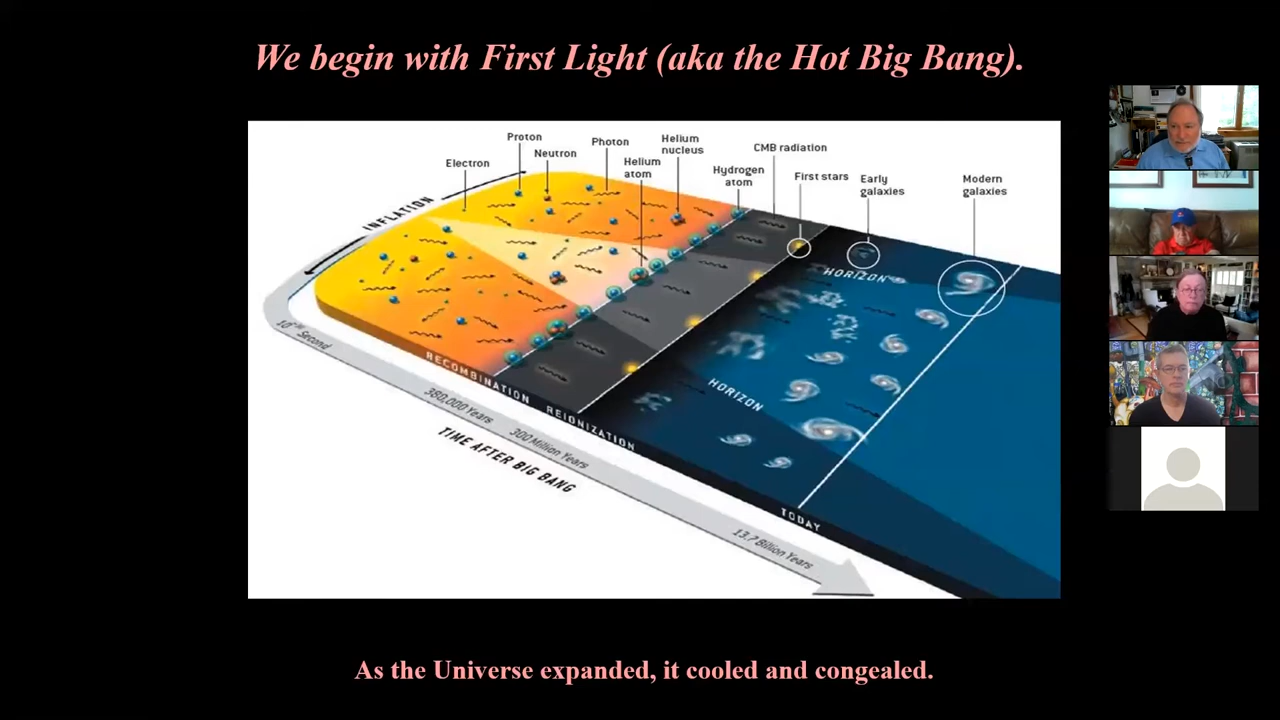 We begin with First Light (aka the Hot Big Bang).
Proton
Neutron
Electron
Photon
Helium
atom
Helium
nucleus
Hydrogen
atom
CMB radiation
First stars
Early
galaxies
Modern
galaxies
INFLATION
HORIZON
HORIZON
Second
RECOMBINATION
REIONIZATION
380,000 Years
300 Million Years
TIME AFTER BIG BANG
TODAY
13.7 Billion Years
As the Universe expanded, it cooled and congealed.